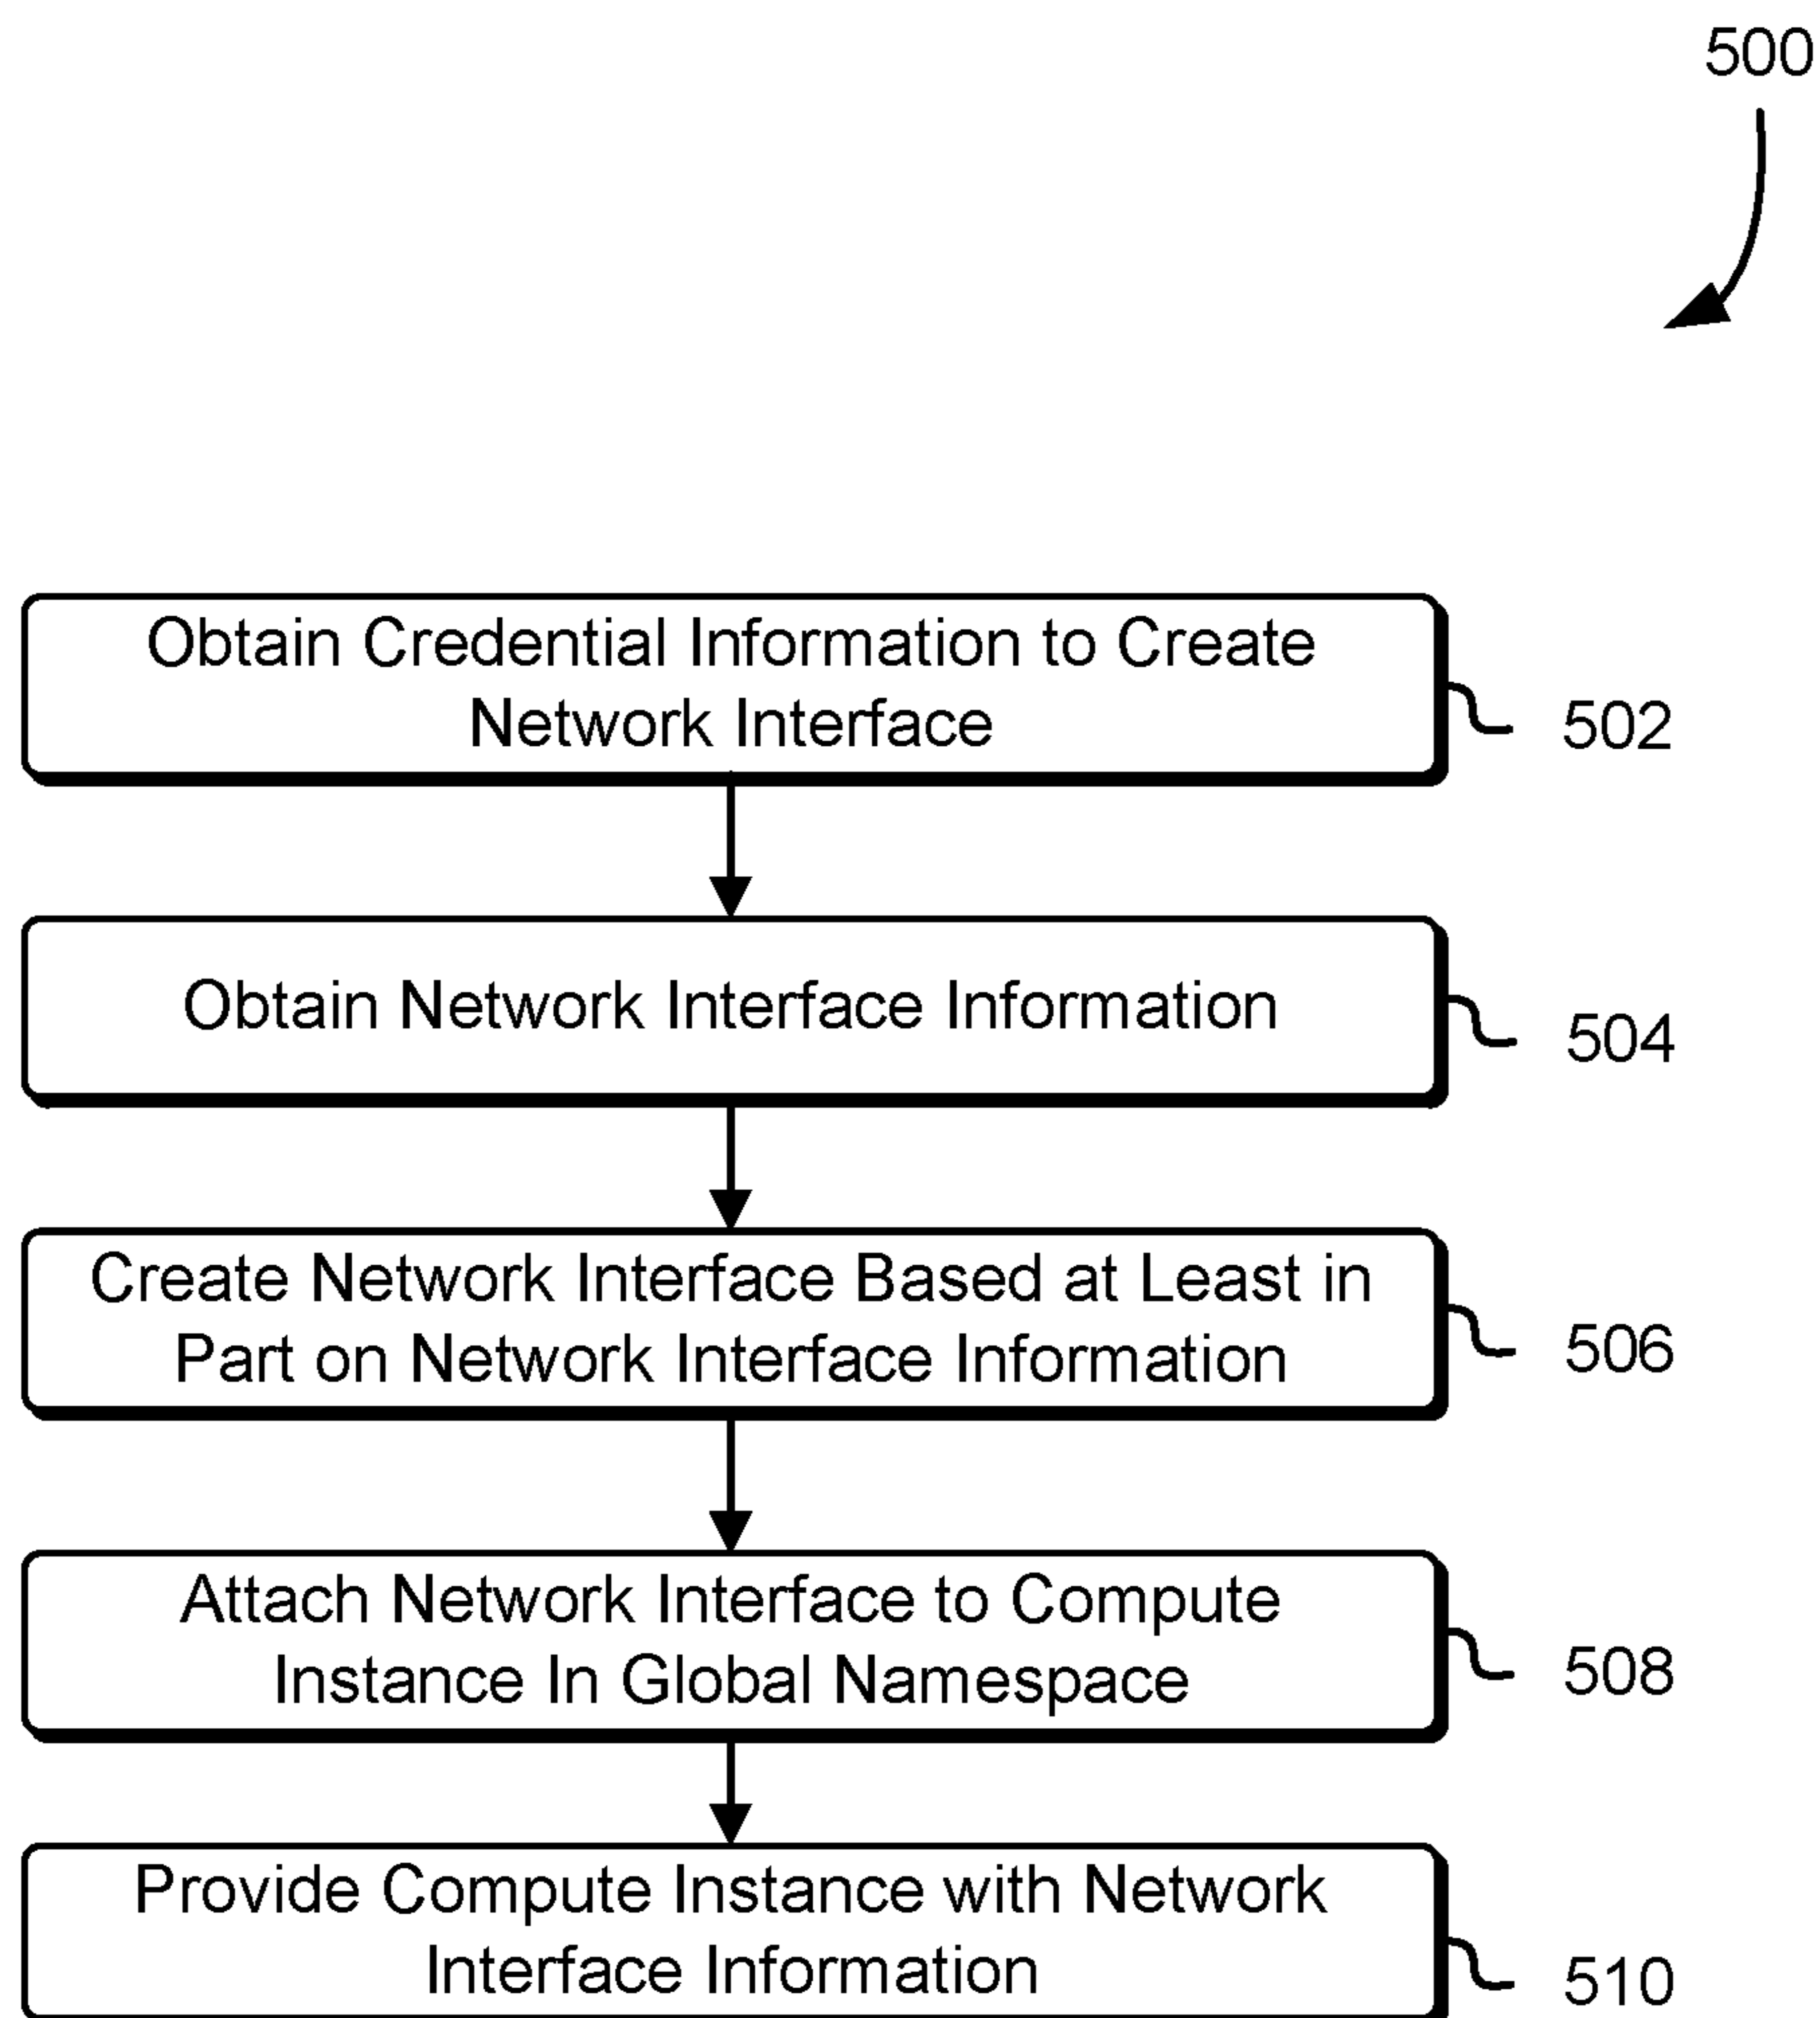 500
Obtain Credential Information to Create
Network Interface
502
Obtain Network Interface Information
504
Create Network Interface Based at Least in
Part on Network Interface Information
506
Attach Network Interface to Compute
Instance In Global Namespace
508
Provide Compute Instance with Network
Interface Information
510